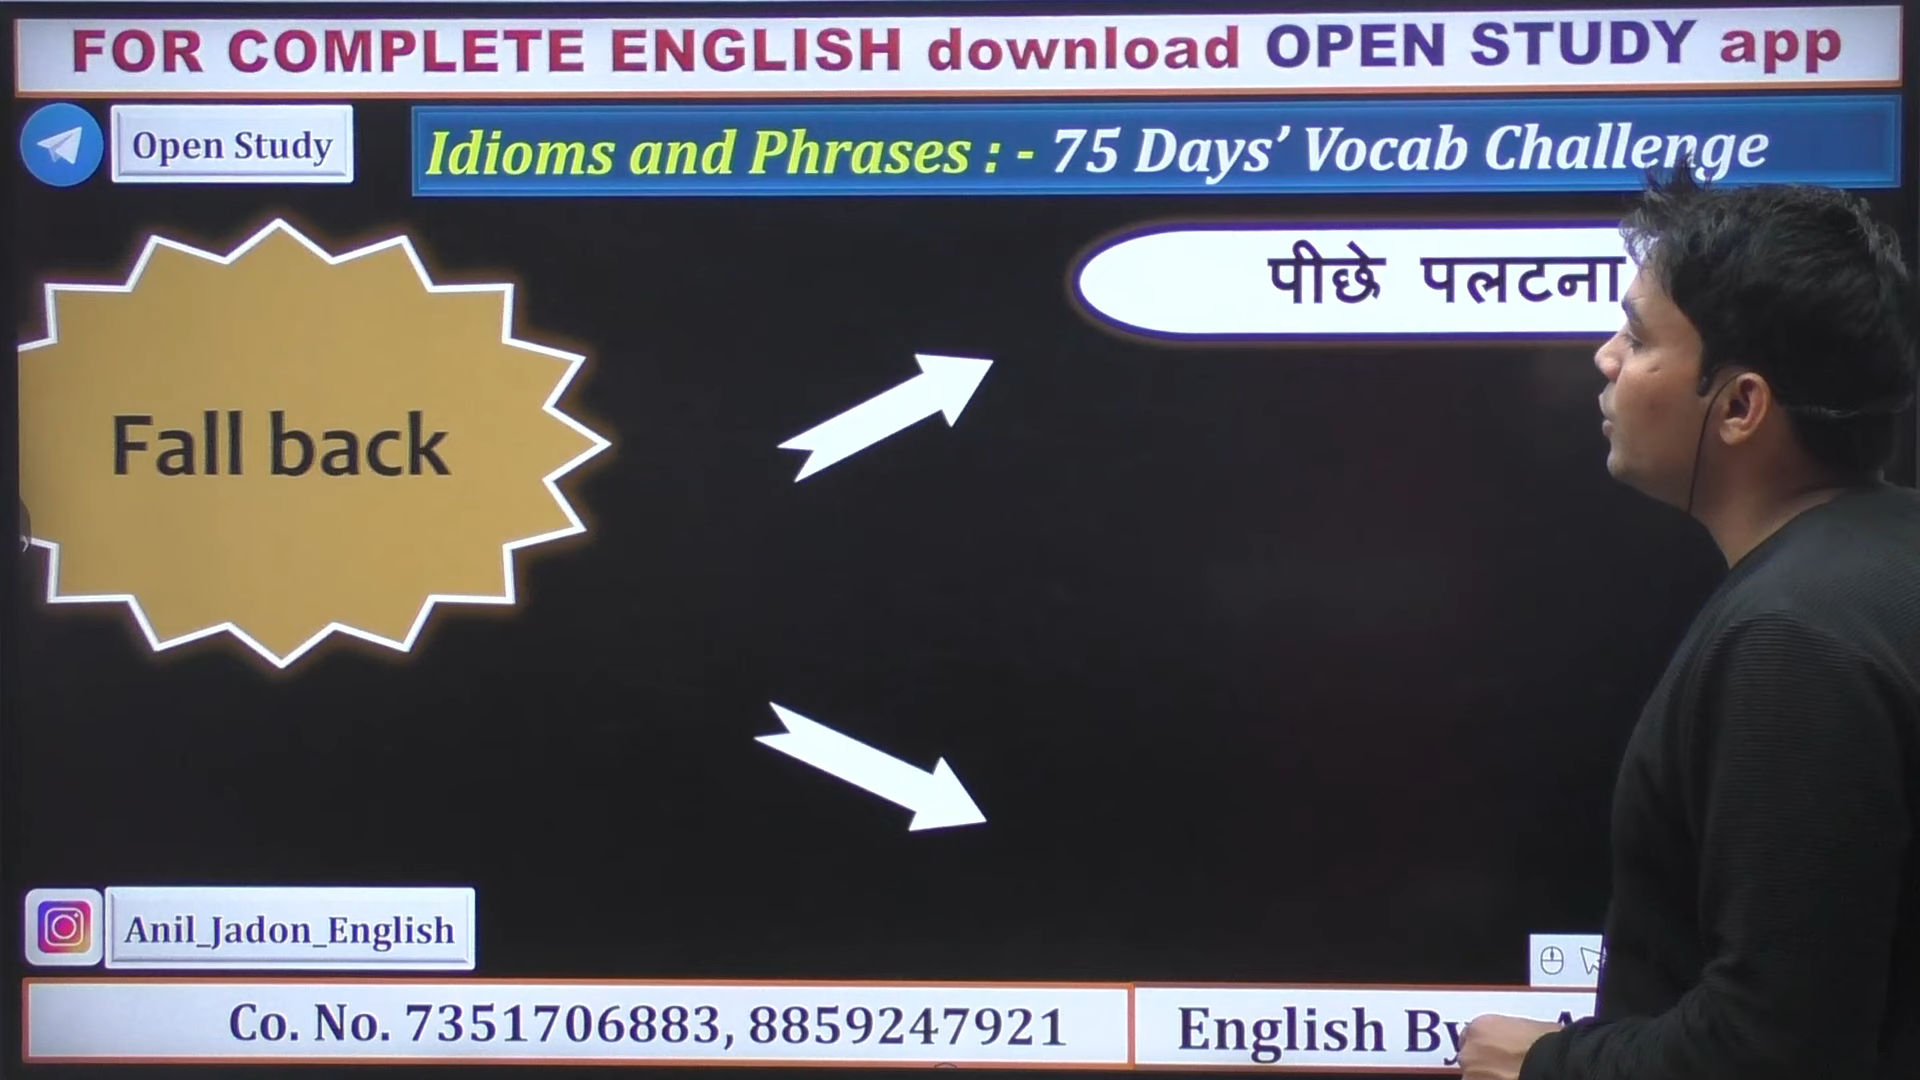 FOR COMPLETE ENGLISH download OPEN STUDY app
Open Study
Idioms and Phrases : - 75 Days’ Vocab Challenge
पीछे पलटना
Fall back
Anil_Jadon_English
Co. No. 7351706883, 8859247921
English By